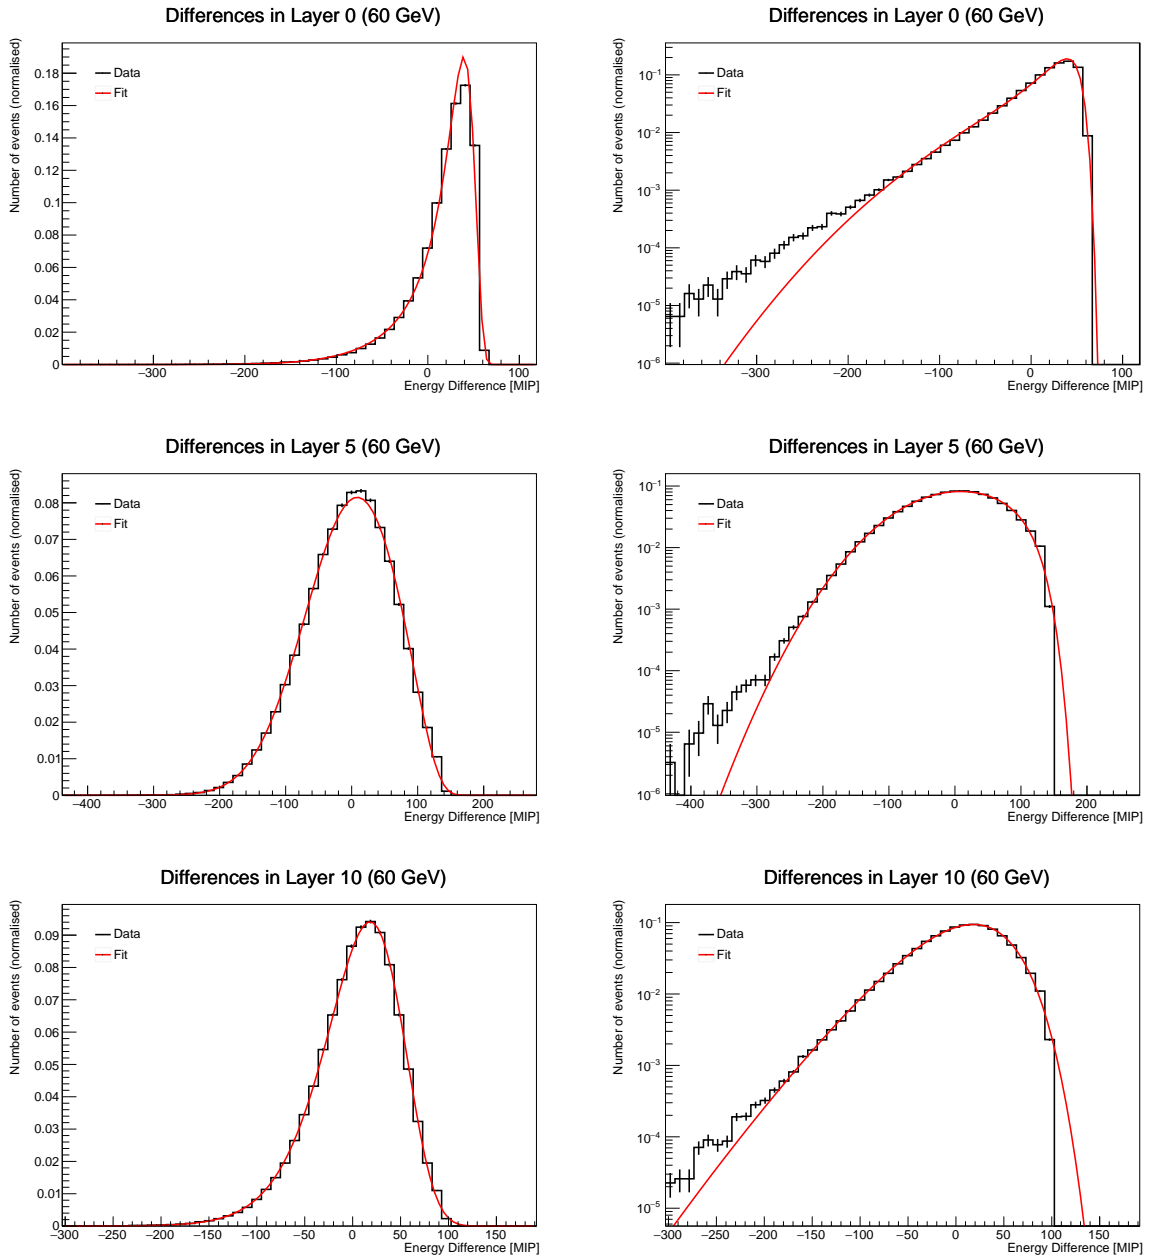 Differences in Layer 0 (60 GeV)
Number of events (normalised)
Data
Fit
0.18
0.16
0.14
0.12
0.1
0.08
0.06
0.04
0.02
0
−300 −200 −100 0 100
Energy Difference [MIP]
Differences in Layer 0 (60 GeV)
Number of events (normalised)
Data
Fit
10−1
10−2
10−3
10−4
10−5
10−6
−300 −200 −100 0 100
Energy Difference [MIP]
Differences in Layer 5 (60 GeV)
Number of events (normalised)
Data
Fit
0.08
0.07
0.06
0.05
0.04
0.03
0.02
0.01
0
−400 −300 −200 −100 0 100 200
Energy Difference [MIP]
Differences in Layer 5 (60 GeV)
Number of events (normalised)
Data
Fit
10−1
10−2
10−3
10−4
10−5
10−6
−400 −300 −200 −100 0 100 200
Energy Difference [MIP]
Differences in Layer 10 (60 GeV)
Number of events (normalised)
Data
Fit
0.09
0.08
0.07
0.06
0.05
0.04
0.03
0.02
0.01
0
−300 −250 −200 −150 −100 −50 0 50 100 150
Energy Difference [MIP]
Differences in Layer 10 (60 GeV)
Number of events (normalised)
Data
Fit
10−1
10−2
10−3
10−4
10−5
−300 −250 −200 −150 −100 −50 0 50 100 150
Energy Difference [MIP]